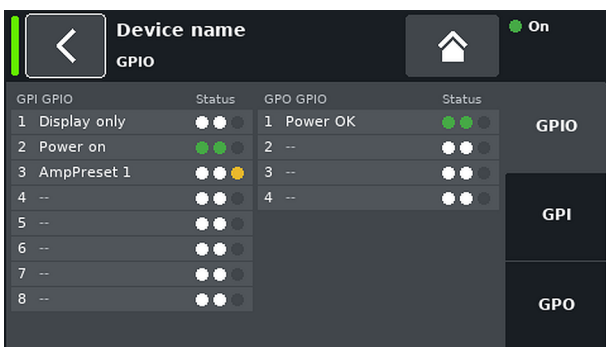 Device name
GPIO
On
GPI GPIO Status GPO GPIO Status
1 Display only 1 Power OK
2 Power on 2 --
3 AmpPreset 1 3 --
4 -- 4 --
5 --
6 --
7 --
8 --
GPIO
GPI
GPO